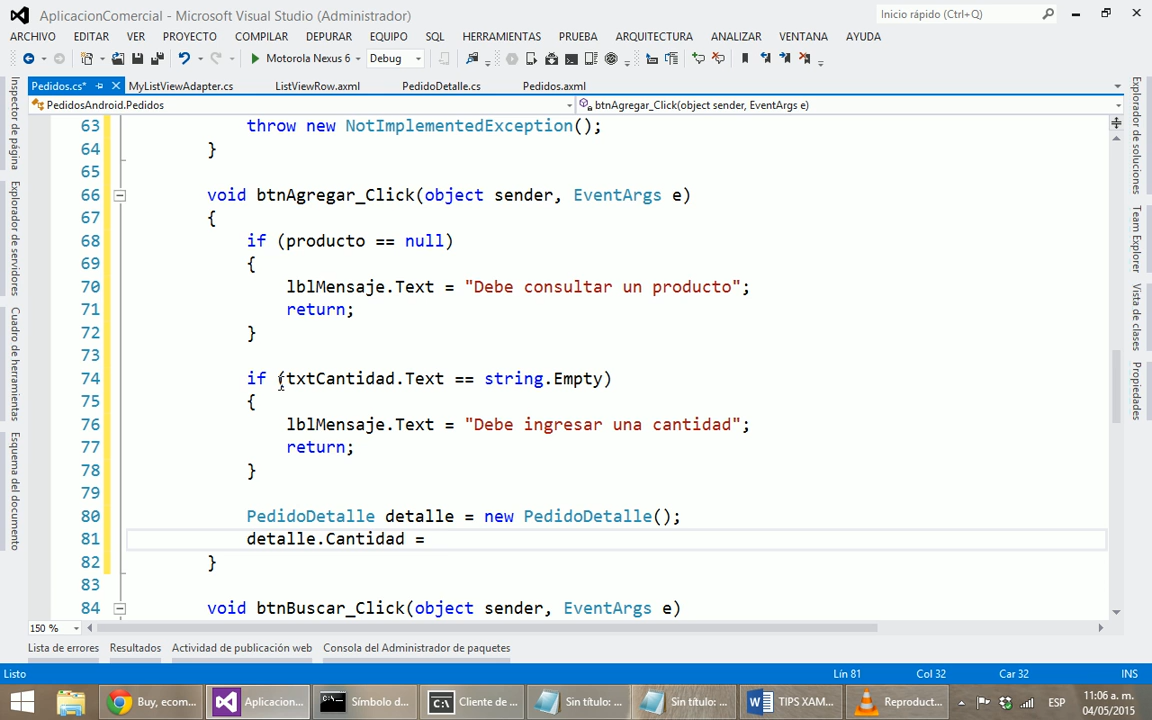 AplicacionComercial - Microsoft Visual Studio (Administrador)
Inicio rápido (Ctrl+Q)
ARCHIVO EDITAR VER PROYECTO COMPILAR DEPURAR EQUIPO SQL HERRAMIENTAS PRUEBA ARQUITECTURA ANALIZAR VENTANA AYUDA
Motorola Nexus 6 Debug
Pedidos.cs* MyListViewAdapter.cs ListViewRow.axml PedidoDetalle.cs Pedidos.axml
PedidosAndroid.Pedidos btnAgregar_Click(object sender, EventArgs e)
63 throw new NotImplementedException();
64 }
65
66 void btnAgregar_Click(object sender, EventArgs e)
67 {
68 if (producto == null)
69 {
70 lblMensaje.Text = "Debe consultar un producto";
71 return;
72 }
73
74 if (txtCantidad.Text == string.Empty)
75 {
76 lblMensaje.Text = "Debe ingresar una cantidad";
77 return;
78 }
79
80 PedidoDetalle detalle = new PedidoDetalle();
81 detalle.Cantidad =
82 }
83
84 void btnBuscar_Click(object sender, EventArgs e)
150 %
Inspector de página
Explorador de servidores
Cuadro de herramientas
Esquema del documento
Explorador de soluciones
Team Explorer
Vista de clases
Propiedades
Lista de errores Resultados Actividad de publicación web Consola del Administrador de paquetes
Listo Lín 81 Col 32 Car 32 INS
Buy, ecom... Aplicacion... Símbolo d... Cliente de ... Sin título: ... Sin título: ... TIPS XAM... Reproduct... ESP
11:06 a. m.
04/05/2015